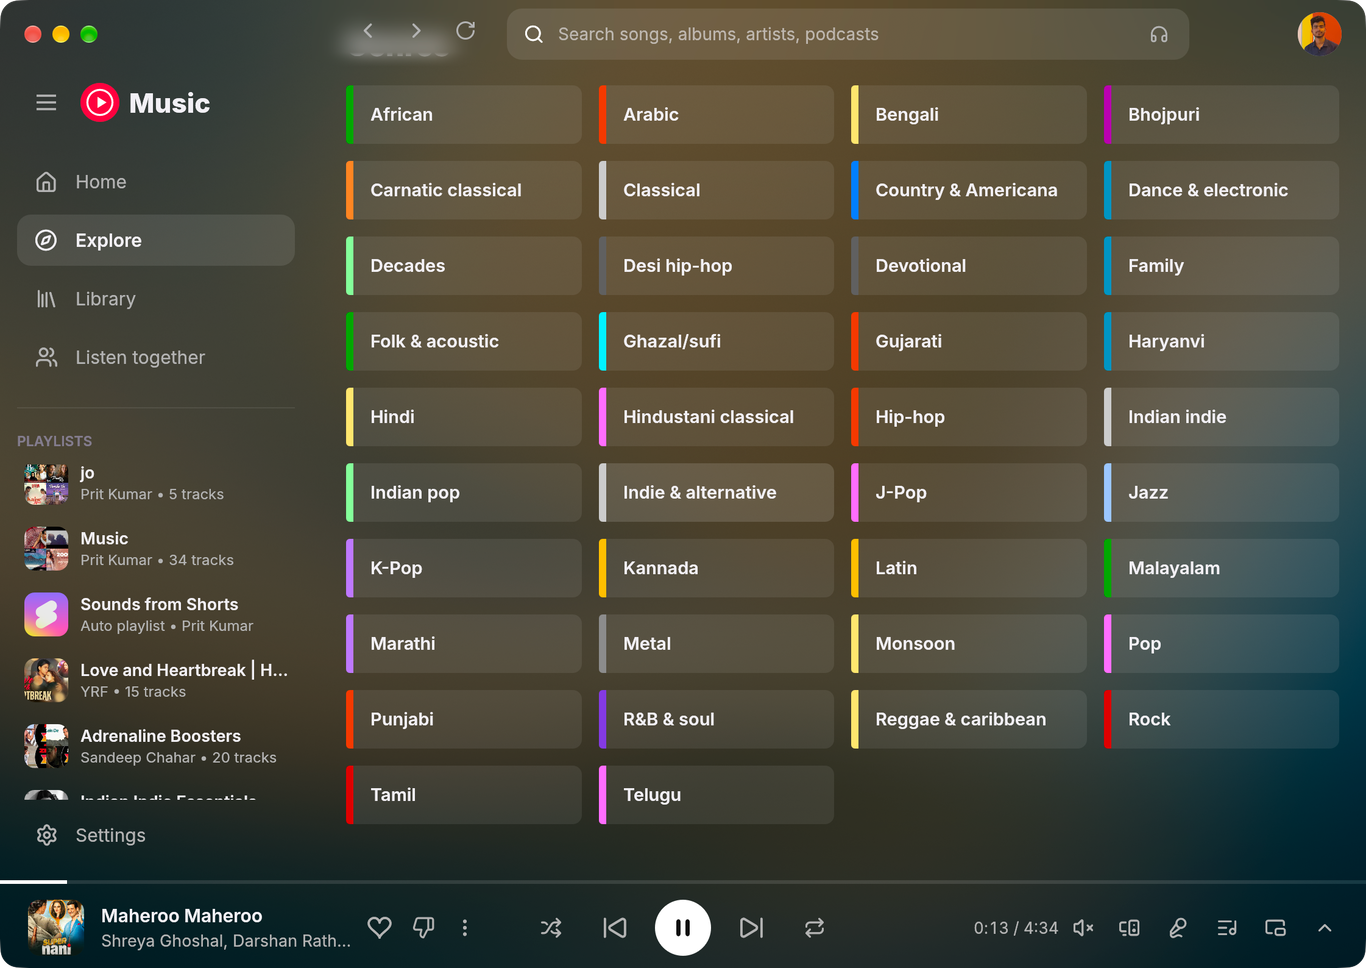 Search songs, albums, artists, podcasts
Music
Home
Explore
Library
Listen together
PLAYLISTS
jo
Prit Kumar • 5 tracks
Music
Prit Kumar • 34 tracks
Sounds from Shorts
Auto playlist • Prit Kumar
Love and Heartbreak | H...
YRF • 15 tracks
Adrenaline Boosters
Sandeep Chahar • 20 tracks
Indian Indie Essentials
Settings
Genres
African
Arabic
Bengali
Bhojpuri
Carnatic classical
Classical
Country & Americana
Dance & electronic
Decades
Desi hip-hop
Devotional
Family
Folk & acoustic
Ghazal/sufi
Gujarati
Haryanvi
Hindi
Hindustani classical
Hip-hop
Indian indie
Indian pop
Indie & alternative
J-Pop
Jazz
K-Pop
Kannada
Latin
Malayalam
Marathi
Metal
Monsoon
Pop
Punjabi
R&B & soul
Reggae & caribbean
Rock
Tamil
Telugu
Maheroo Maheroo
Shreya Ghoshal, Darshan Rath...
0:13 / 4:34